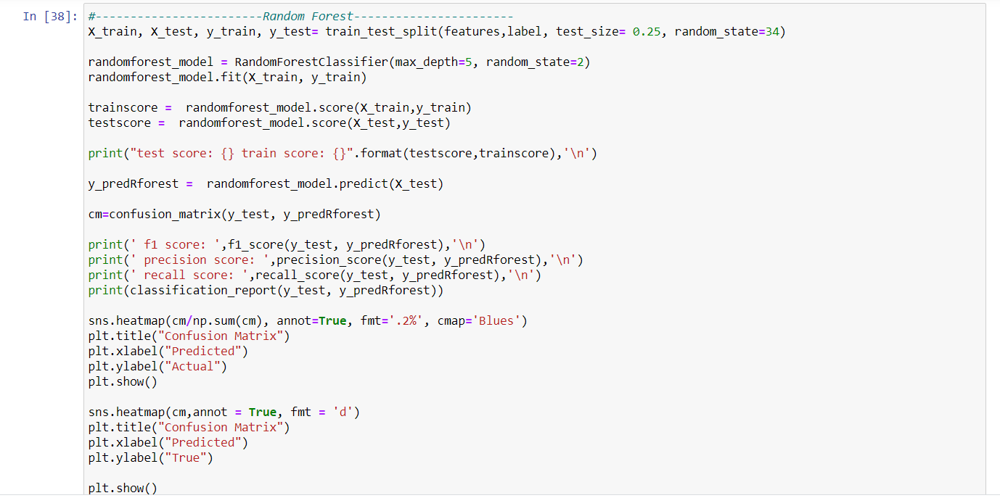 In [38]: #------------------------Random Forest-----------------------
X_train, X_test, y_train, y_test= train_test_split(features,label, test_size= 0.25, random_state=34)
randomforest_model = RandomForestClassifier(max_depth=5, random_state=2)
randomforest_model.fit(X_train, y_train)
trainscore =  randomforest_model.score(X_train,y_train)
testscore =  randomforest_model.score(X_test,y_test)
print("test score: {} train score: {}".format(testscore,trainscore),'\n')
y_predRforest =  randomforest_model.predict(X_test)
cm=confusion_matrix(y_test, y_predRforest)
print(' f1 score: ',f1_score(y_test, y_predRforest),'\n')
print(' precision score: ',precision_score(y_test, y_predRforest),'\n')
print(' recall score: ',recall_score(y_test, y_predRforest),'\n')
print(classification_report(y_test, y_predRforest))
sns.heatmap(cm/np.sum(cm), annot=True, fmt='.2%', cmap='Blues')
plt.title("Confusion Matrix")
plt.xlabel("Predicted")
plt.ylabel("Actual")
plt.show()
sns.heatmap(cm,annot = True, fmt = 'd')
plt.title("Confusion Matrix")
plt.xlabel("Predicted")
plt.ylabel("True")
plt.show()